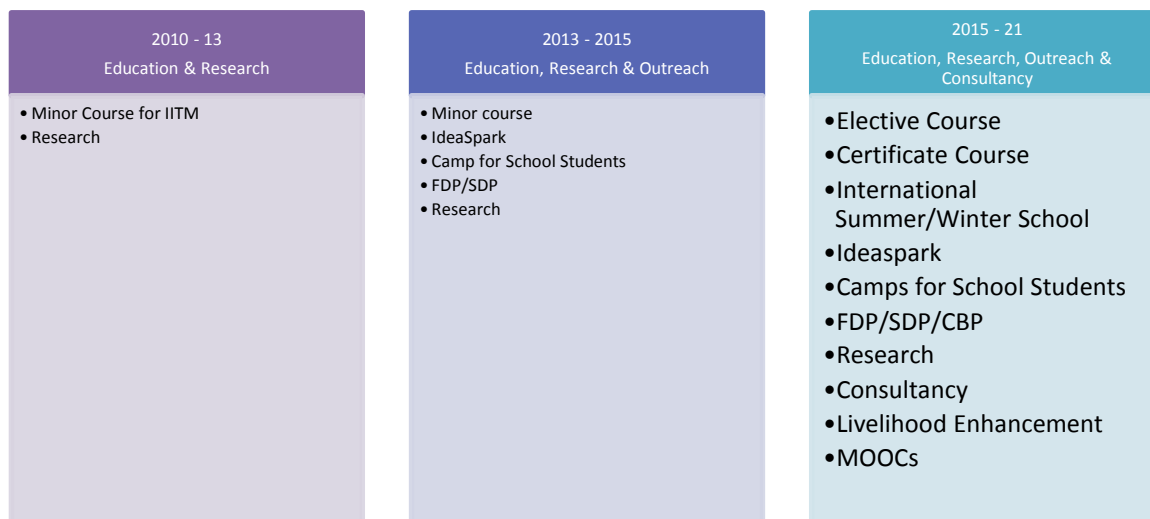 2010 - 13
Education & Research
• Minor Course for IITM
• Research
2013 - 2015
Education, Research & Outreach
• Minor course
• IdeaSpark
• Camp for School Students
• FDP/SDP
• Research
2015 - 21
Education, Research, Outreach &
Consultancy
•Elective Course
•Certificate Course
•International
Summer/Winter School
•Ideaspark
•Camps for School Students
•FDP/SDP/CBP
•Research
•Consultancy
•Livelihood Enhancement
•MOOCs